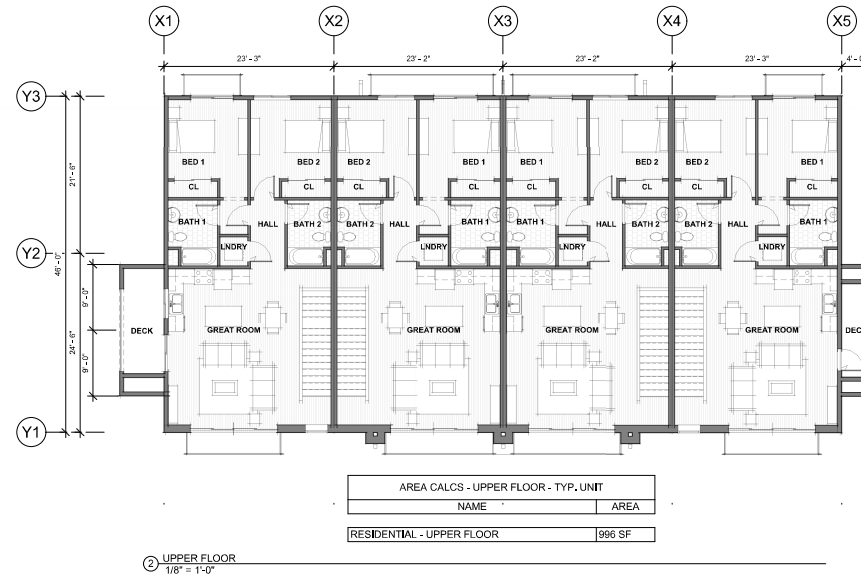 X1 X2 X3 X4 X5
23' - 3" 23' - 2" 23' - 2" 23' - 3" 4' - 0
Y3
BED 1 BED 2 BED 2 BED 1 BED 1 BED 2 BED 2 BED 1
21' - 6"
CL CL CL CL CL CL CL CL
BATH 1 HALL BATH 2 BATH 2 HALL BATH 1 BATH 1 HALL BATH 2 BATH 2 HALL BATH 1
LNDRY LNDRY LNDRY LNDRY
Y2
46' - 0"
9' - 0"
DECK GREAT ROOM GREAT ROOM GREAT ROOM GREAT ROOM DEC
24' - 6"
9' - 0"
Y1
AREA CALCS - UPPER FLOOR - TYP. UNIT
NAME AREA
RESIDENTIAL - UPPER FLOOR 996 SF
2 UPPER FLOOR
1/8" = 1'-0"